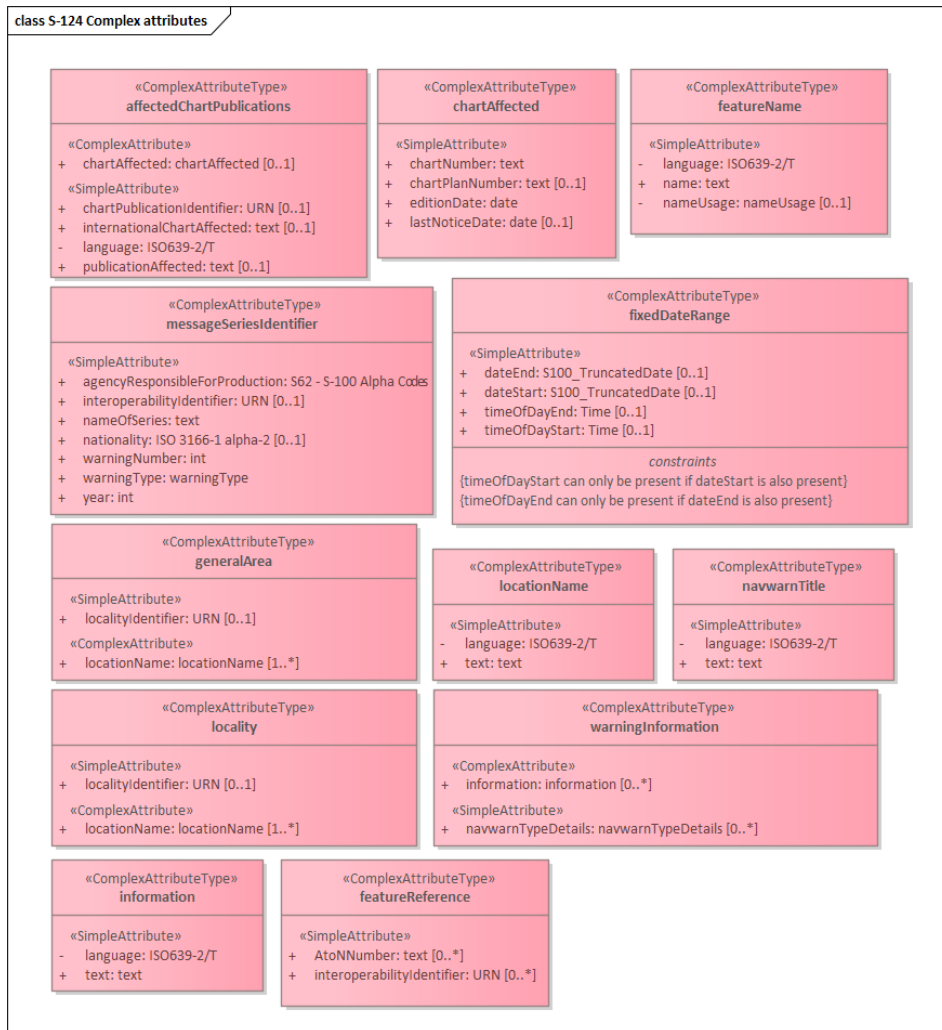 class S-124 Complex attributes
«ComplexAttributeType»
affectedChartPublications
«ComplexAttribute»
+ chartAffected: chartAffected [0..1]
«SimpleAttribute»
+ chartPublicationIdentifier: URN [0..1]
+ internationalChartAffected: text [0..1]
- language: ISO639-2/T
+ publicationAffected: text [0..1]
«ComplexAttributeType»
chartAffected
«SimpleAttribute»
+ chartNumber: text
+ chartPlanNumber: text [0..1]
+ editionDate: date
+ lastNoticeDate: date [0..1]
«ComplexAttributeType»
featureName
«SimpleAttribute»
- language: ISO639-2/T
+ name: text
- nameUsage: nameUsage [0..1]
«ComplexAttributeType»
messageSeriesIdentifier
«SimpleAttribute»
+ agencyResponsibleForProduction: S62 - S-100 Alpha Codes
+ interoperabilityIdentifier: URN [0..1]
+ nameOfSeries: text
+ nationality: ISO 3166-1 alpha-2 [0..1]
+ warningNumber: int
+ warningType: warningType
+ year: int
«ComplexAttributeType»
fixedDateRange
«SimpleAttribute»
+ dateEnd: S100_TruncatedDate [0..1]
+ dateStart: S100_TruncatedDate [0..1]
+ timeOfDayEnd: Time [0..1]
+ timeOfDayStart: Time [0..1]
constraints
{timeOfDayStart can only be present if dateStart is also present}
{timeOfDayEnd can only be present if dateEnd is also present}
«ComplexAttributeType»
generalArea
«SimpleAttribute»
+ localityIdentifier: URN [0..1]
«ComplexAttribute»
+ locationName: locationName [1..*]
«ComplexAttributeType»
locationName
«SimpleAttribute»
- language: ISO639-2/T
+ text: text
«ComplexAttributeType»
navwarnTitle
«SimpleAttribute»
- language: ISO639-2/T
+ text: text
«ComplexAttributeType»
locality
«SimpleAttribute»
+ localityIdentifier: URN [0..1]
«ComplexAttribute»
+ locationName: locationName [1..*]
«ComplexAttributeType»
warningInformation
«ComplexAttribute»
+ information: information [0..*]
«SimpleAttribute»
+ navwarnTypeDetails: navwarnTypeDetails [0..*]
«ComplexAttributeType»
information
«SimpleAttribute»
- language: ISO639-2/T
+ text: text
«ComplexAttributeType»
featureReference
«SimpleAttribute»
+ AtoNNumber: text [0..*]
+ interoperabilityIdentifier: URN [0..*]